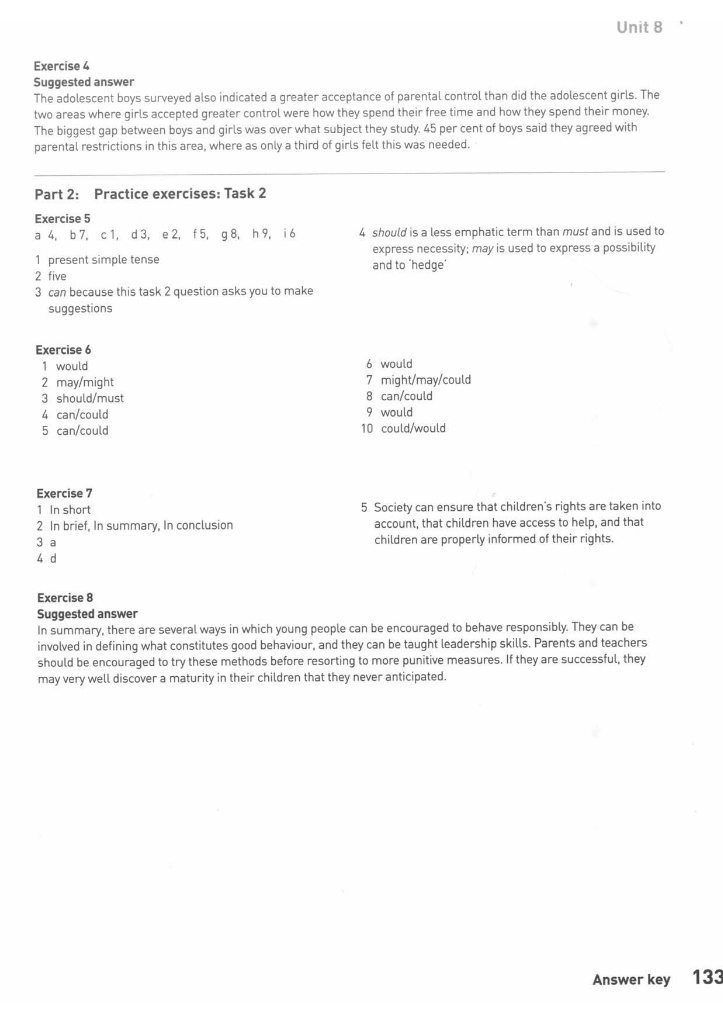 Unit 8
Exercise 4
Suggested answer
The adolescent boys surveyed also indicated a greater acceptance of parental control than did the adolescent girls. The
two areas where girls accepted greater control were how they spend their free time and how they spend their money.
The biggest gap between boys and girls was over what subject they study. 45 per cent of boys said they agreed with
parental restrictions in this area, where as only a third of girls felt this was needed.
Part 2: Practice exercises: Task 2
Exercise 5
a 4, b 7, c 1, d 3, e 2, f 5, g 8, h 9, i 6
1 present simple tense
2 five
3 can because this task 2 question asks you to make
suggestions
4 should is a less emphatic term than must and is used to
express necessity; may is used to express a possibility
and to 'hedge'
Exercise 6
1 would
2 may/might
3 should/must
4 can/could
5 can/could
6 would
7 might/may/could
8 can/could
9 would
10 could/would
Exercise 7
1 In short
2 In brief, In summary, In conclusion
3 a
4 d
5 Society can ensure that children's rights are taken into
account, that children have access to help, and that
children are properly informed of their rights.
Exercise 8
Suggested answer
In summary, there are several ways in which young people can be encouraged to behave responsibly. They can be
involved in defining what constitutes good behaviour, and they can be taught leadership skills. Parents and teachers
should be encouraged to try these methods before resorting to more punitive measures. If they are successful, they
may very well discover a maturity in their children that they never anticipated.
Answer key 133